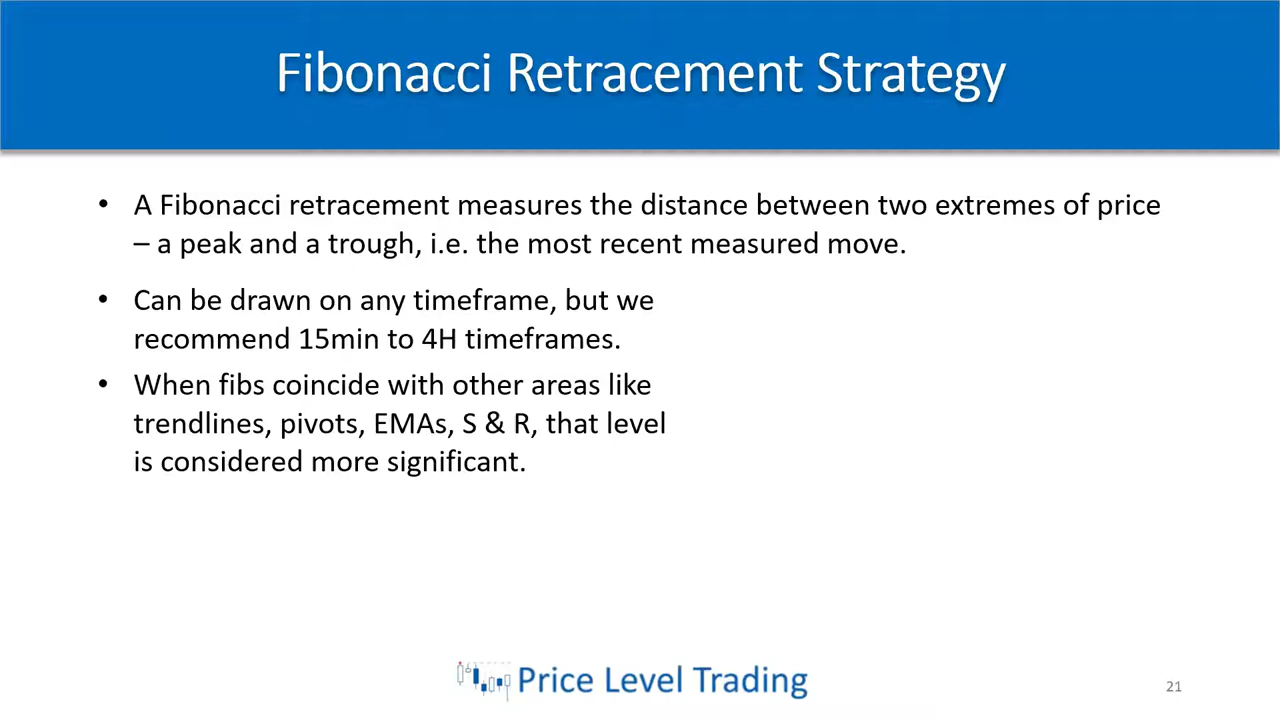 Fibonacci Retracement Strategy
• A Fibonacci retracement measures the distance between two extremes of price
– a peak and a trough, i.e. the most recent measured move.
• Can be drawn on any timeframe, but we
recommend 15min to 4H timeframes.
• When fibs coincide with other areas like
trendlines, pivots, EMAs, S & R, that level
is considered more significant.
Price Level Trading
21